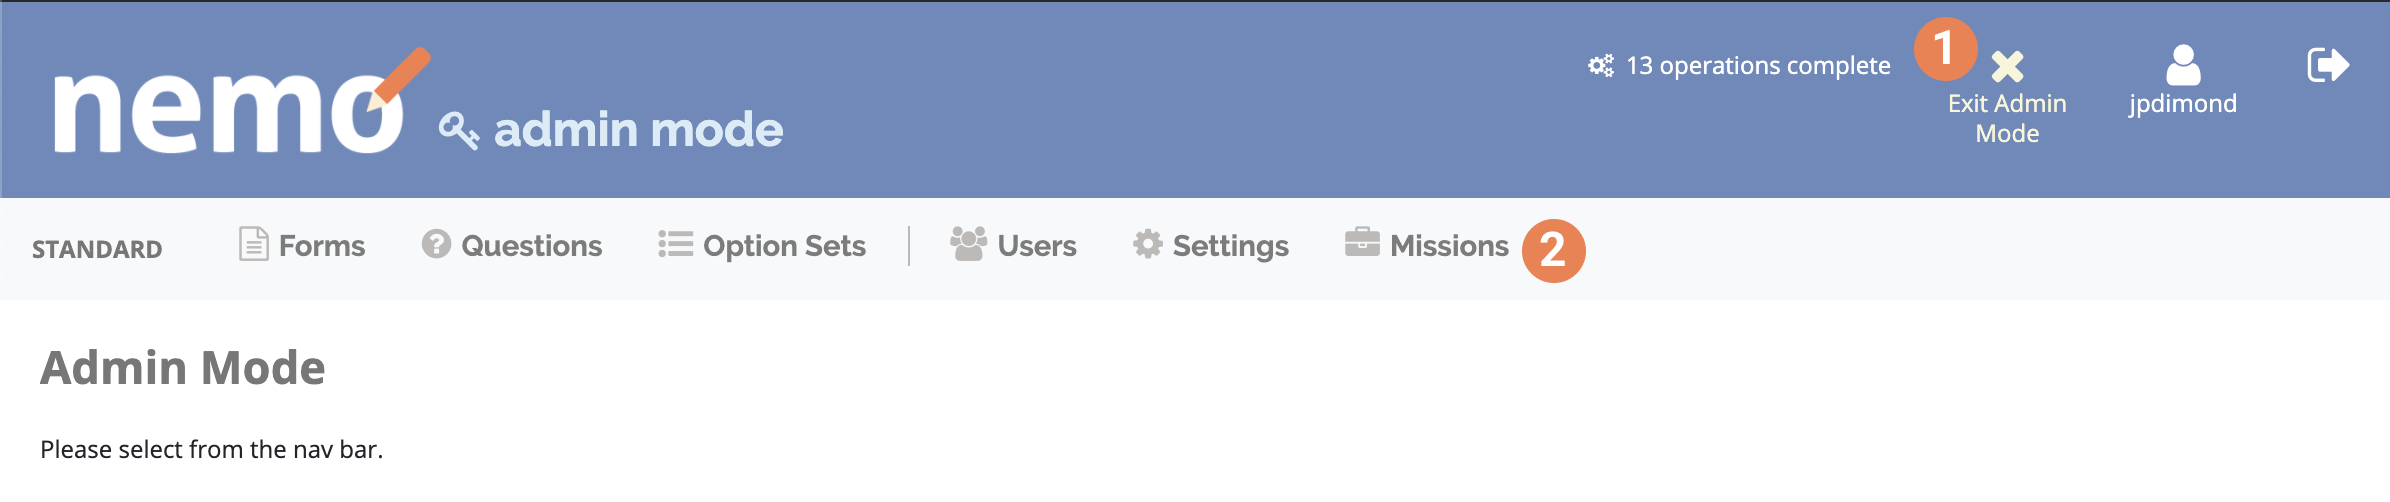 nemo admin mode
13 operations complete
1
Exit Admin
Mode
jpdimond
STANDARD Forms Questions Option Sets Users Settings Missions 2
Admin Mode
Please select from the nav bar.